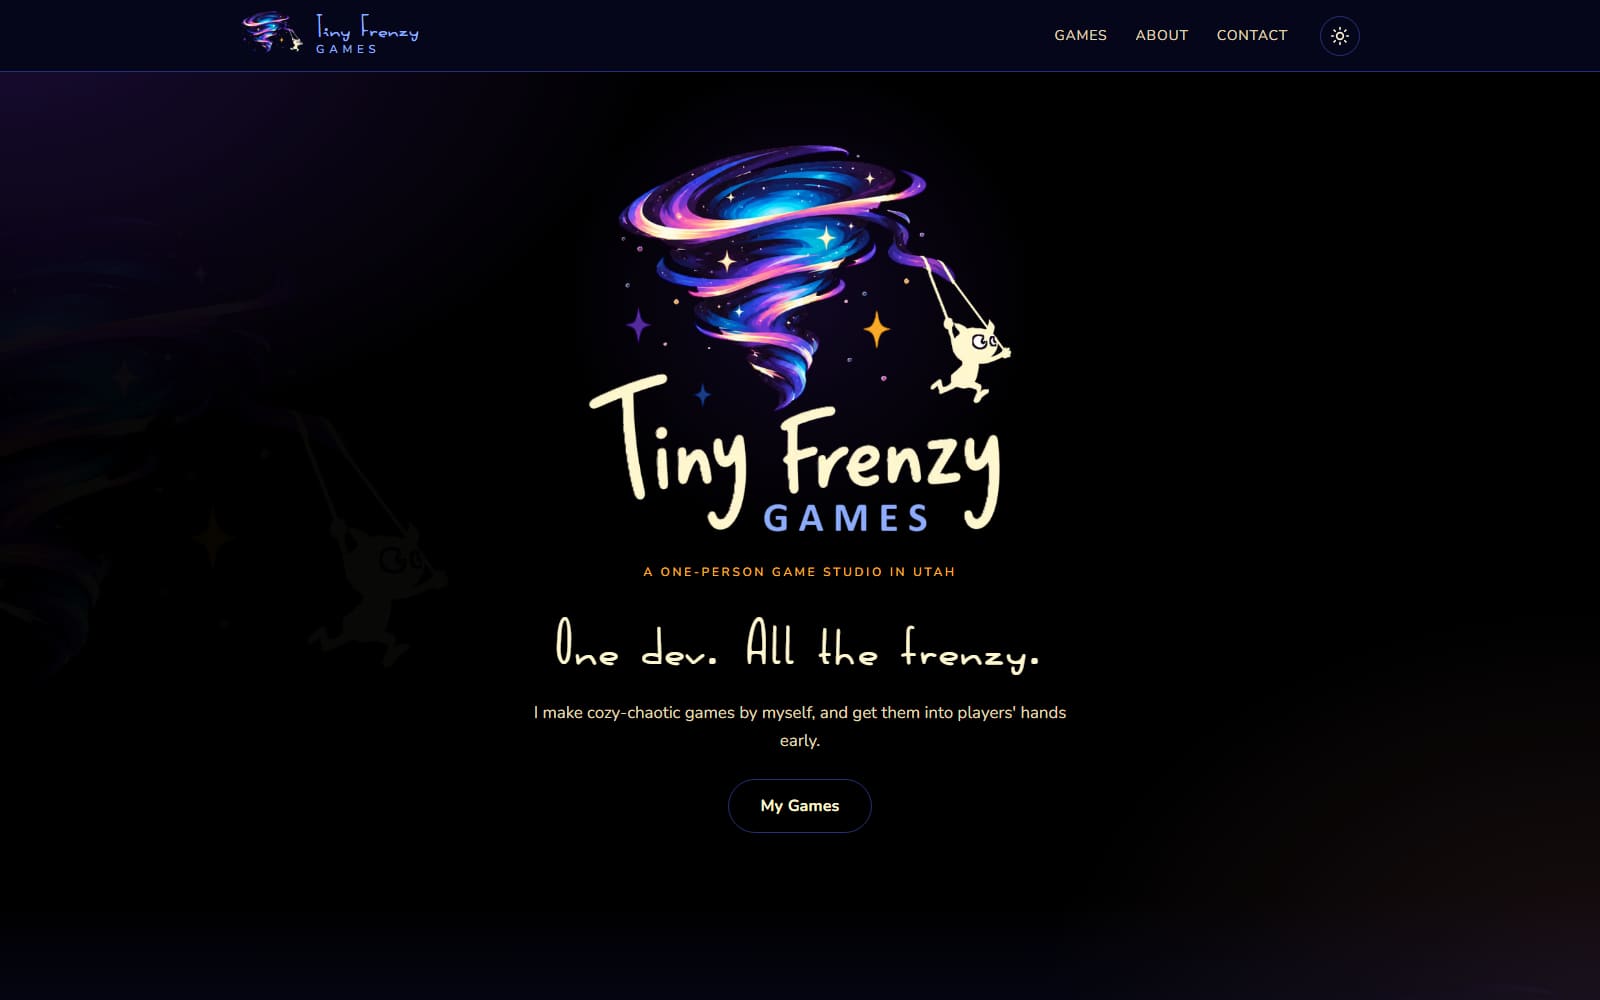 Tiny Frenzy
GAMES
GAMES
ABOUT
CONTACT
Tiny Frenzy
GAMES
A ONE-PERSON GAME STUDIO IN UTAH
One dev. All the frenzy.
I make cozy-chaotic games by myself, and get them into players' hands
early.
My Games